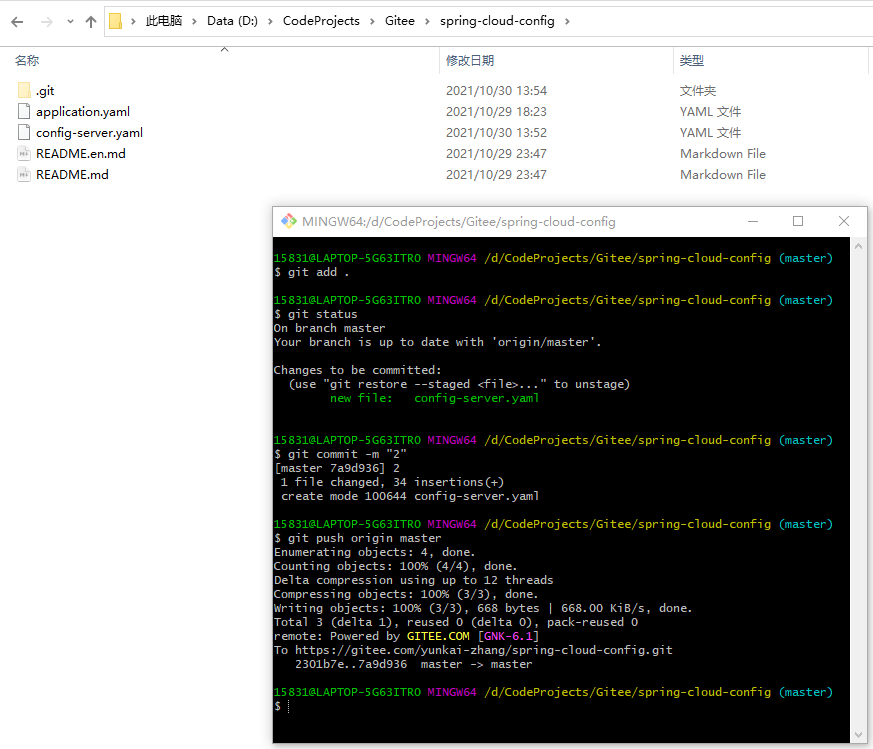 此电脑 > Data (D:) > CodeProjects > Gitee > spring-cloud-config >
名称 修改日期 类型
.git 2021/10/30 13:54 文件夹
application.yaml 2021/10/29 18:23 YAML 文件
config-server.yaml 2021/10/30 13:52 YAML 文件
README.en.md 2021/10/29 23:47 Markdown File
README.md 2021/10/29 23:47 Markdown File
MINGW64:/d/CodeProjects/Gitee/spring-cloud-config
15831@LAPTOP-5G63ITRO MINGW64 /d/CodeProjects/Gitee/spring-cloud-config (master)
$ git add .
15831@LAPTOP-5G63ITRO MINGW64 /d/CodeProjects/Gitee/spring-cloud-config (master)
$ git status
On branch master
Your branch is up to date with 'origin/master'.
Changes to be committed:
(use "git restore --staged <file>..." to unstage)
new file: config-server.yaml
15831@LAPTOP-5G63ITRO MINGW64 /d/CodeProjects/Gitee/spring-cloud-config (master)
$ git commit -m "2"
[master 7a9d936] 2
1 file changed, 34 insertions(+)
create mode 100644 config-server.yaml
15831@LAPTOP-5G63ITRO MINGW64 /d/CodeProjects/Gitee/spring-cloud-config (master)
$ git push origin master
Enumerating objects: 4, done.
Counting objects: 100% (4/4), done.
Delta compression using up to 12 threads
Compressing objects: 100% (3/3), done.
Writing objects: 100% (3/3), 668 bytes | 668.00 KiB/s, done.
Total 3 (delta 1), reused 0 (delta 0), pack-reused 0
remote: Powered by GITEE.COM [GNK-6.1]
To https://gitee.com/yunkai-zhang/spring-cloud-config.git
2301b7e..7a9d936 master -> master
15831@LAPTOP-5G63ITRO MINGW64 /d/CodeProjects/Gitee/spring-cloud-config (master)
$